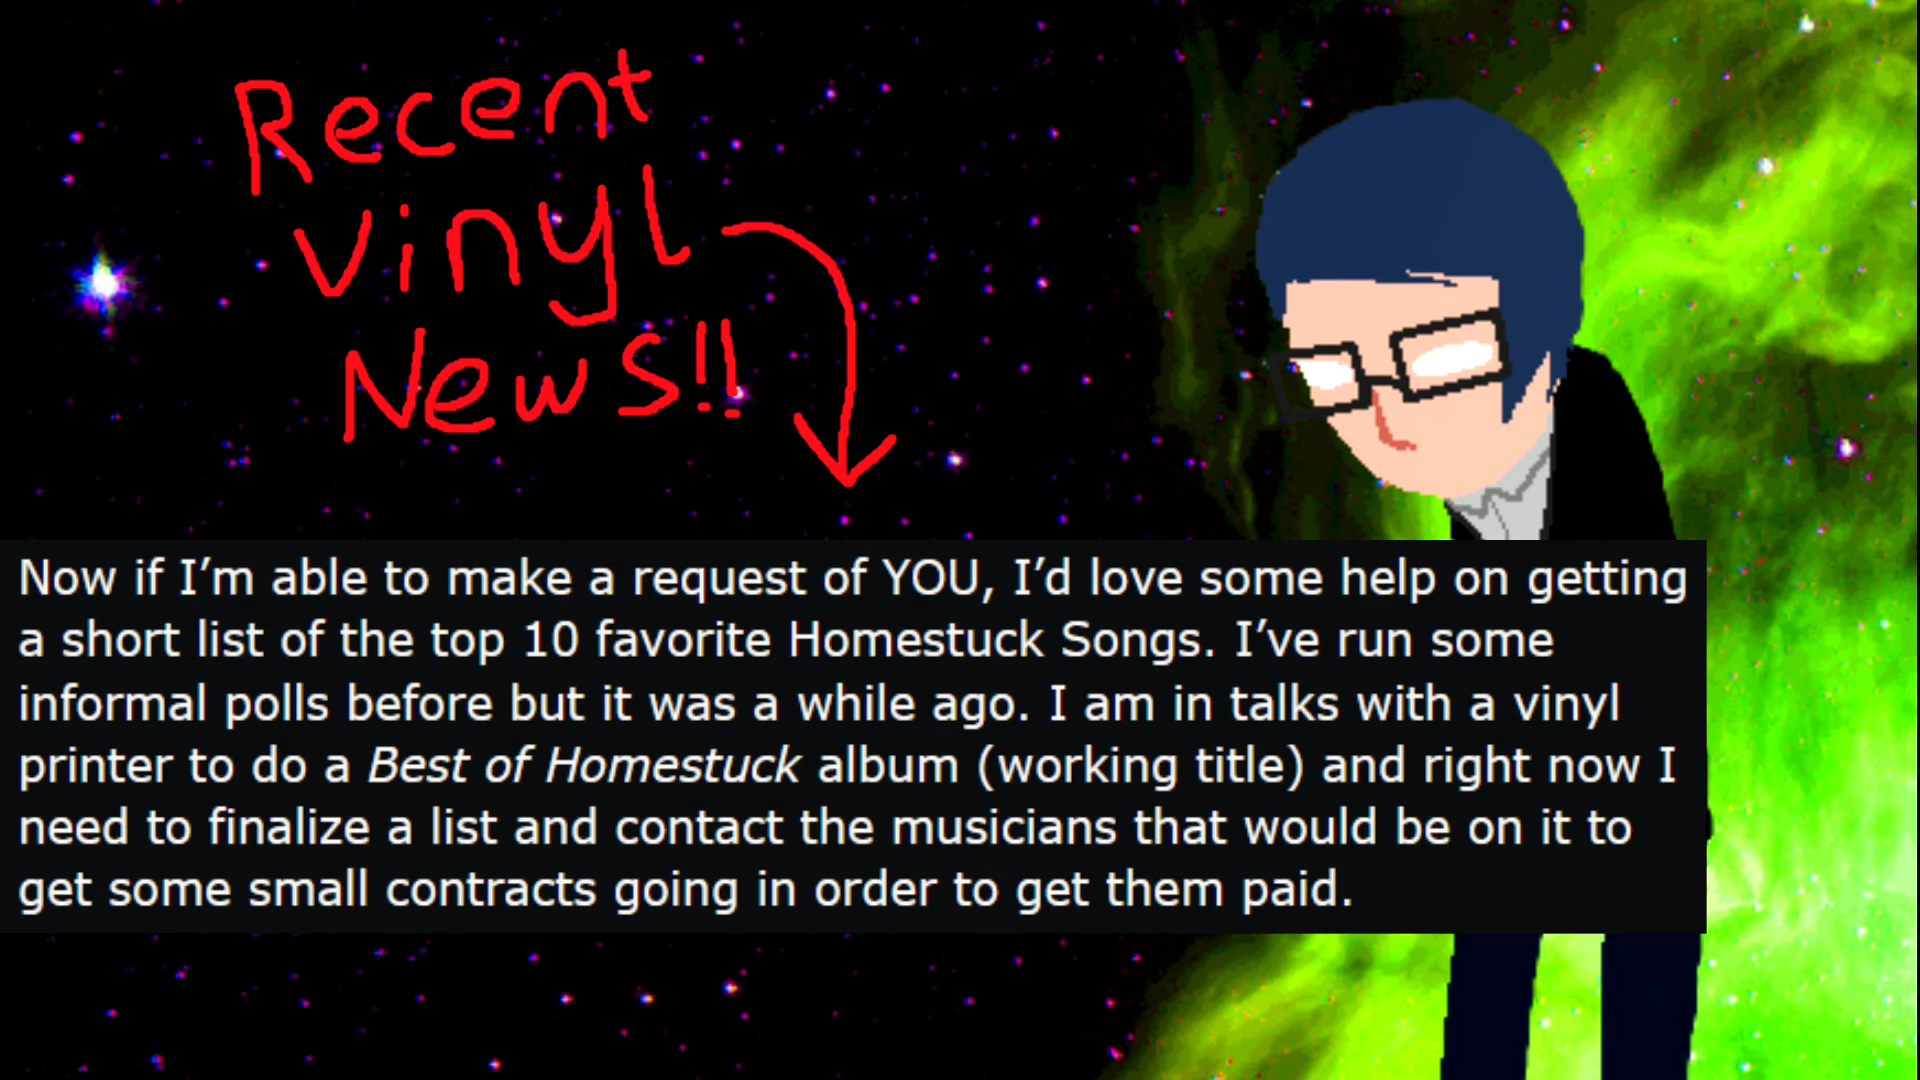 Recent
Vinyl
News!!
Now if I’m able to make a request of YOU, I’d love some help on getting
a short list of the top 10 favorite Homestuck Songs. I’ve run some
informal polls before but it was a while ago. I am in talks with a vinyl
printer to do a Best of Homestuck album (working title) and right now I
need to finalize a list and contact the musicians that would be on it to
get some small contracts going in order to get them paid.